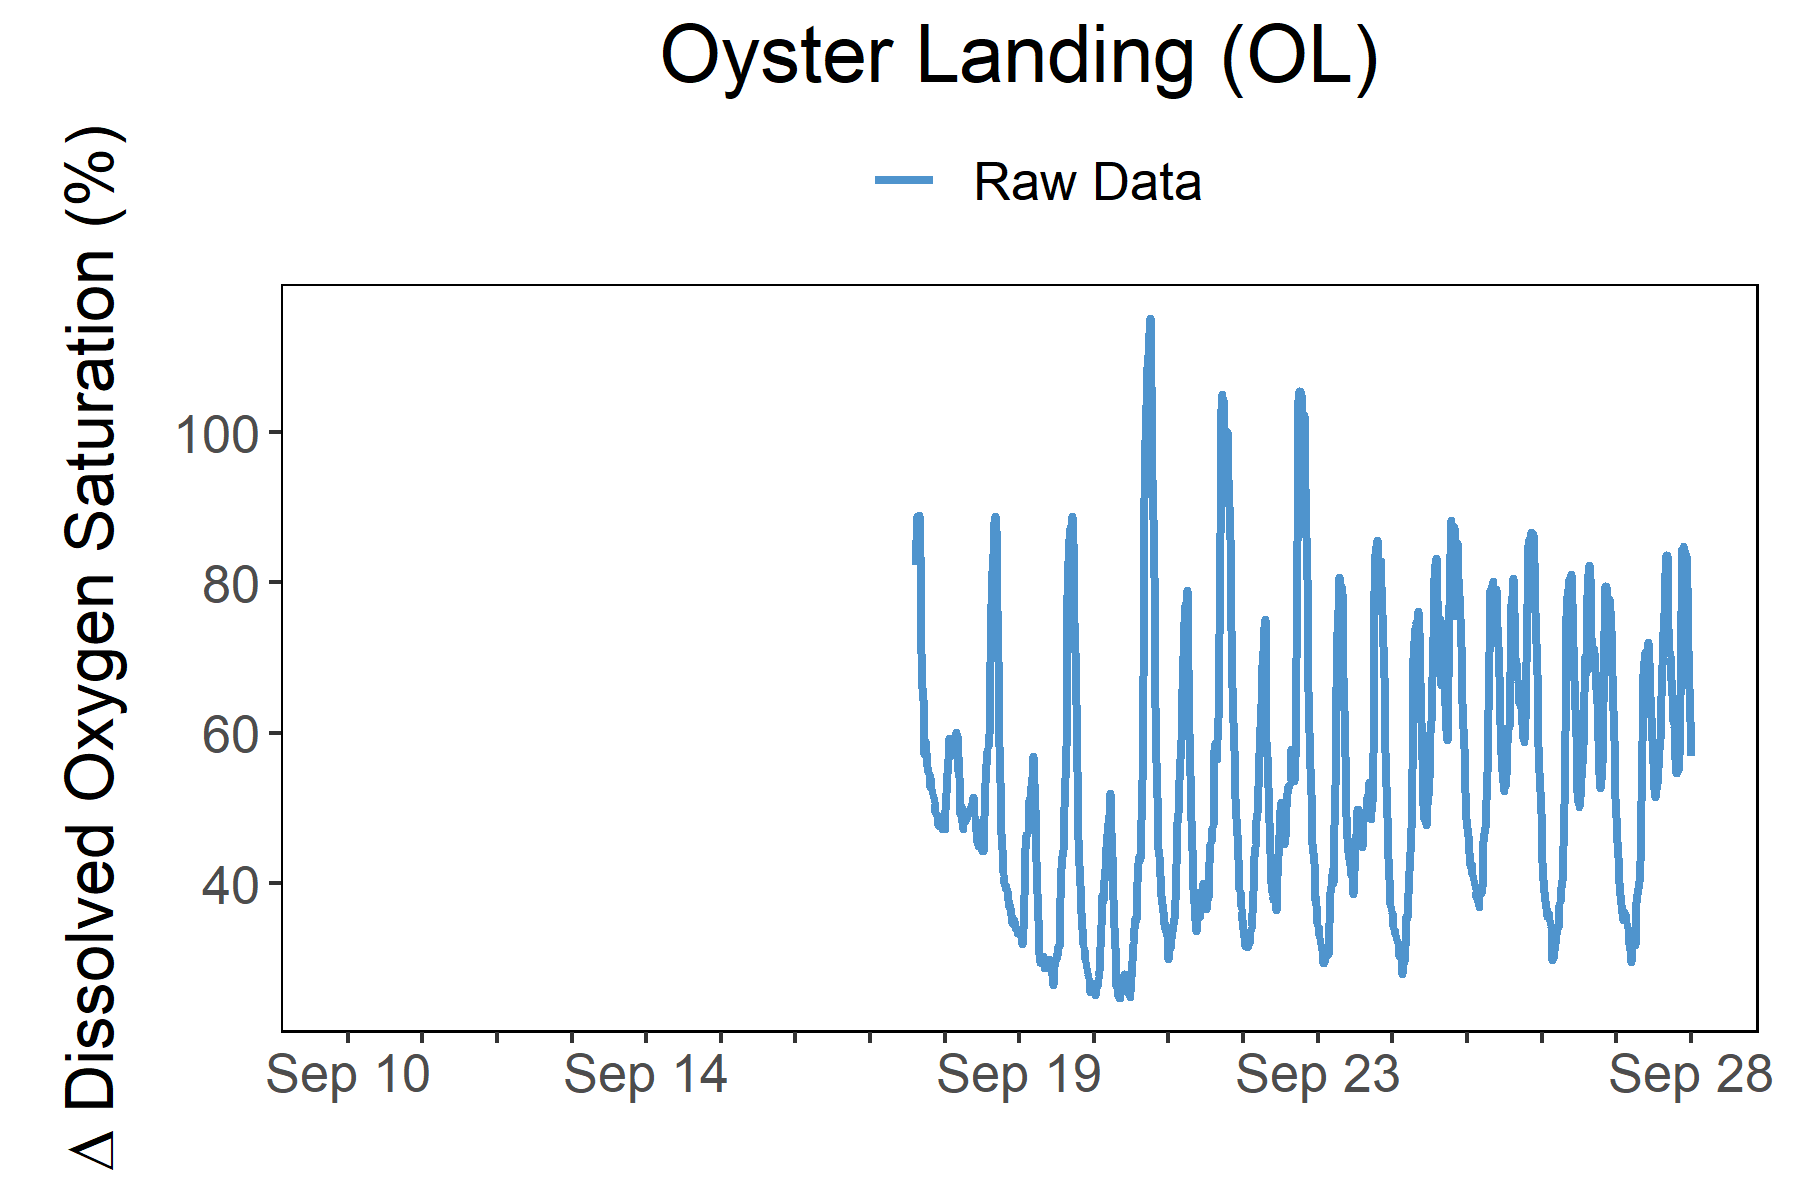 Oyster Landing (OL)
Raw Data
Δ Dissolved Oxygen Saturation (%)
100
80
60
40
Sep 10 Sep 14 Sep 19 Sep 23 Sep 28